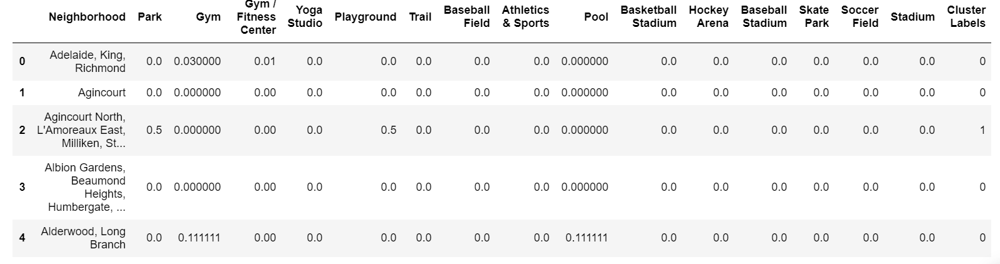 Neighborhood Park Gym Gym / Fitness Center Yoga Studio Playground Trail Baseball Field Athletics & Sports Pool Basketball Stadium Hockey Arena Baseball Stadium Skate Park Soccer Field Stadium Cluster Labels
0 Adelaide, King, Richmond 0.0 0.030000 0.01 0.0 0.0 0.0 0.0 0.0 0.000000 0.0 0.0 0.0 0.0 0.0 0.0 0
1 Agincourt 0.0 0.000000 0.00 0.0 0.0 0.0 0.0 0.0 0.000000 0.0 0.0 0.0 0.0 0.0 0.0 0
2 Agincourt North, L'Amoreaux East, Milliken, St... 0.5 0.000000 0.00 0.0 0.5 0.0 0.0 0.0 0.000000 0.0 0.0 0.0 0.0 0.0 0.0 1
3 Albion Gardens, Beaumond Heights, Humbergate, ... 0.0 0.000000 0.00 0.0 0.0 0.0 0.0 0.0 0.000000 0.0 0.0 0.0 0.0 0.0 0.0 0
4 Alderwood, Long Branch 0.0 0.111111 0.00 0.0 0.0 0.0 0.0 0.0 0.111111 0.0 0.0 0.0 0.0 0.0 0.0 0